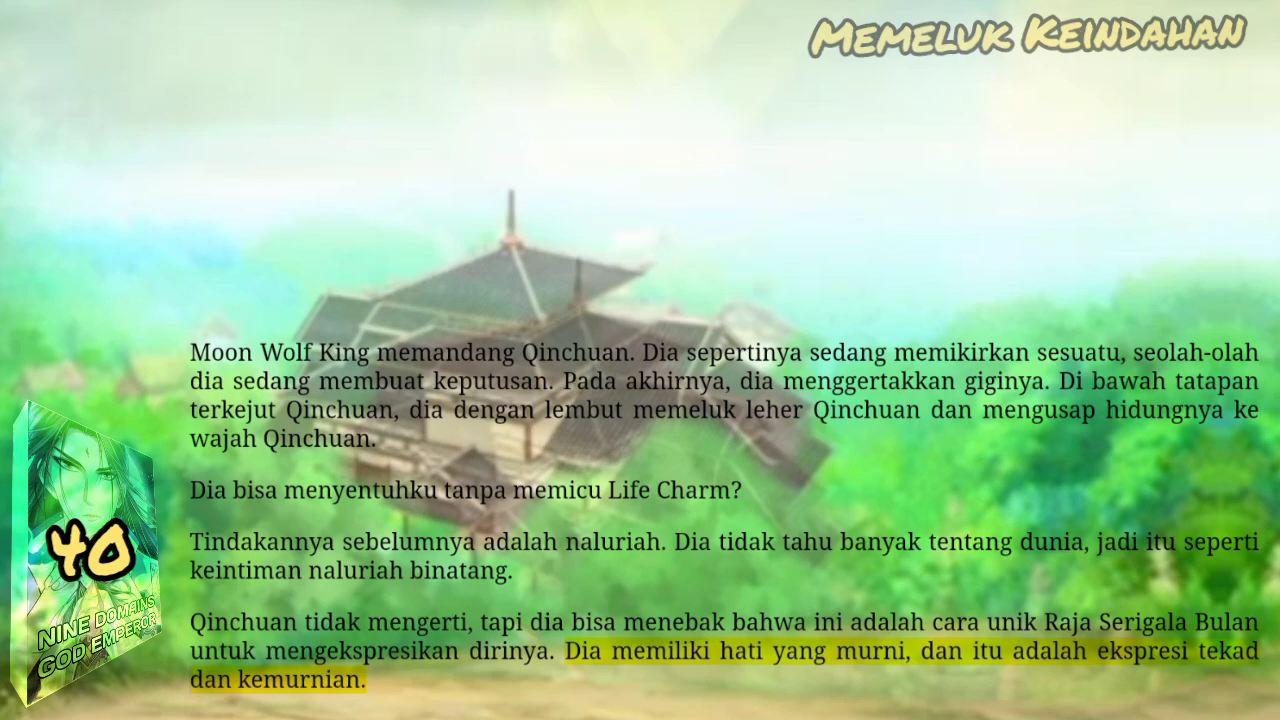 Memeluk Keindahan
Moon Wolf King memandang Qinchuan. Dia sepertinya sedang memikirkan sesuatu, seolah-olah
dia sedang membuat keputusan. Pada akhirnya, dia menggertakkan giginya. Di bawah tatapan
terkejut Qinchuan, dia dengan lembut memeluk leher Qinchuan dan mengusap hidungnya ke
wajah Qinchuan.
Dia bisa menyentuhku tanpa memicu Life Charm?
Tindakannya sebelumnya adalah naluriah. Dia tidak tahu banyak tentang dunia, jadi itu seperti
keintiman naluriah binatang.
Qinchuan tidak mengerti, tapi dia bisa menebak bahwa ini adalah cara unik Raja Serigala Bulan
untuk mengekspresikan dirinya. Dia memiliki hati yang murni, dan itu adalah ekspresi tekad
dan kemurnian.
40
NINE DOMAINS
GOD EMPEROR